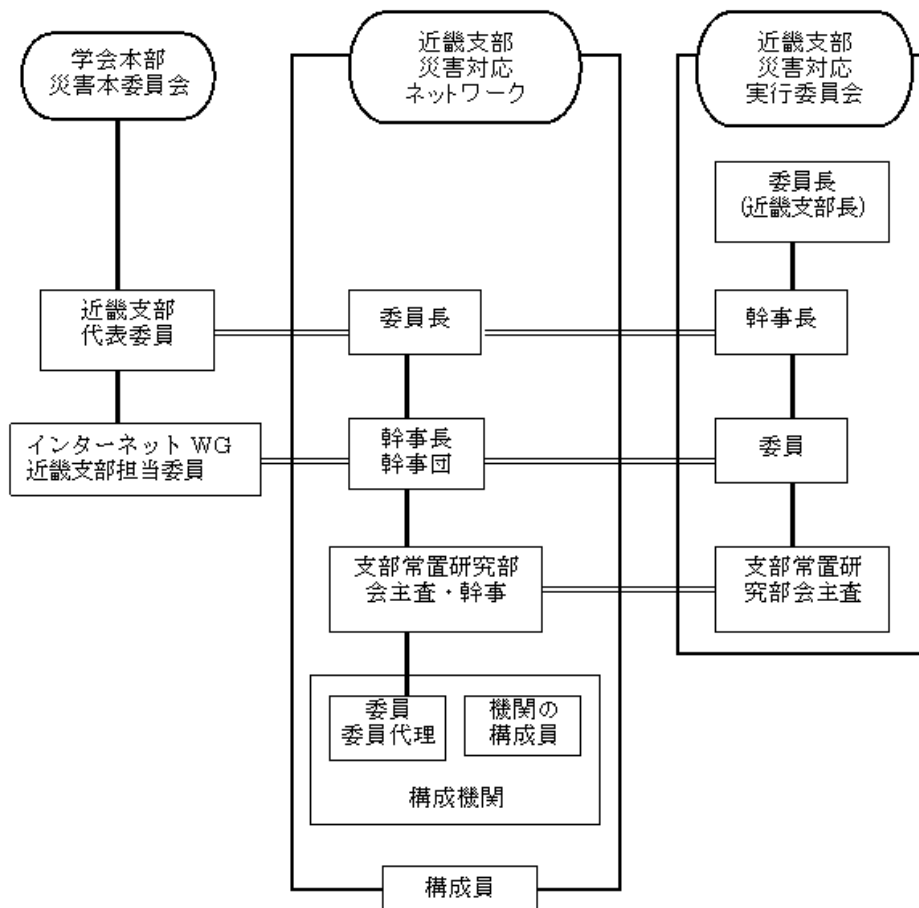 学会本部
災害本委員会
近畿支部
災害対応
ネットワーク
近畿支部
災害対応
実行委員会
委員長
(近畿支部長)
近畿支部
代表委員
委員長
幹事長
インターネット WG
近畿支部担当委員
幹事長
幹事団
委員
支部常置研究部
会主査・幹事
支部常置研
究部会主査
委員
委員代理
機関の
構成員
構成機関
構成員